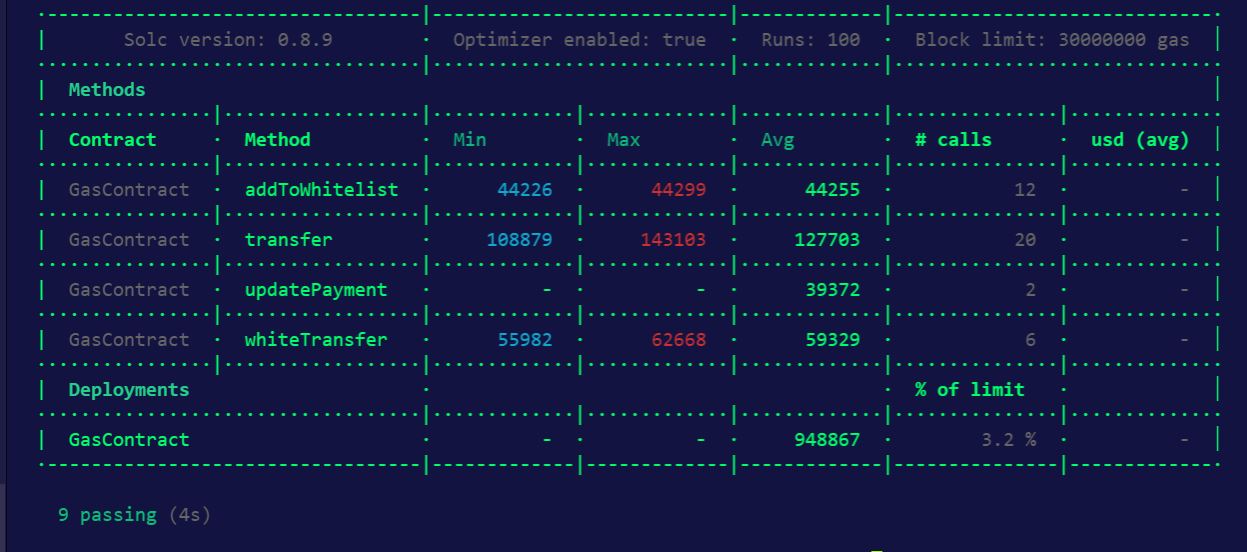 Solc version: 0.8.9 · Optimizer enabled: true · Runs: 100 · Block limit: 30000000 gas
Methods
Contract · Method · Min · Max · Avg · # calls · usd (avg)
GasContract · addToWhitelist · 44226 · 44299 · 44255 · 12 · -
GasContract · transfer · 108879 · 143103 · 127703 · 20 · -
GasContract · updatePayment · - · - · 39372 · 2 · -
GasContract · whiteTransfer · 55982 · 62668 · 59329 · 6 · -
Deployments · · % of limit ·
GasContract · - · - · 948867 · 3.2 % · -
9 passing (4s)